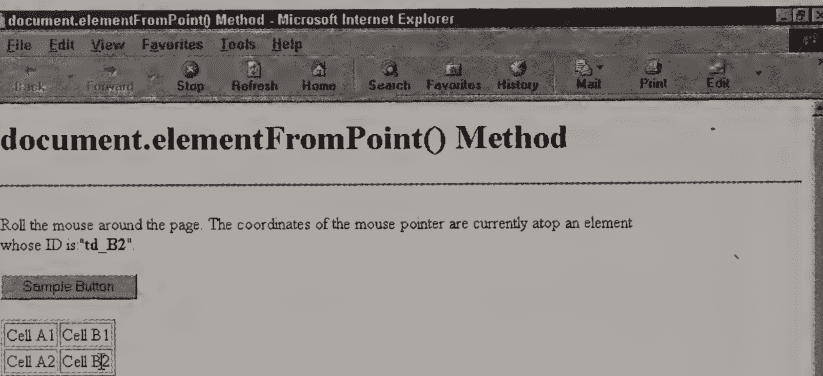 document.elementFromPoint() Method - Microsoft Internet Explorer
File Edit View Favorites Tools Help
Back Forward Stop Refresh Home Search Favorites History Mail Print Edit
document.elementFromPoint() Method
Roll the mouse around the page. The coordinates of the mouse pointer are currently atop an element
whose ID is:"td_B2".
Sample Button
Cell A1 Cell B1
Cell A2 Cell B2